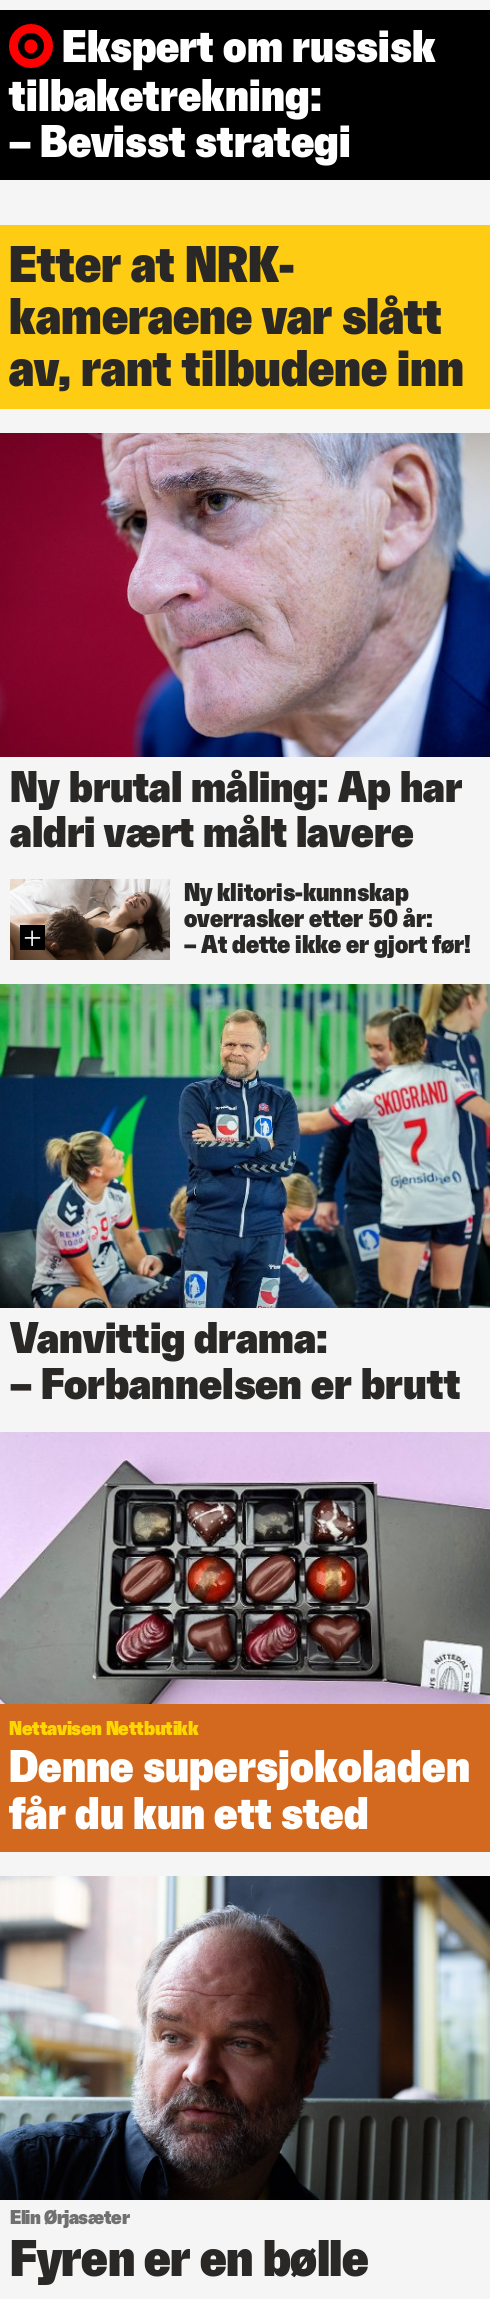 Ekspert om russisk
tilbaketrekning:
– Bevisst strategi
Etter at NRK-
kameraene var slått
av, rant tilbudene inn
Ny brutal måling: Ap har
aldri vært målt lavere
Ny klitoris-kunnskap
overrasker etter 50 år:
– At dette ikke er gjort før!
SKOGRAND
7
Gjensidige
REMA
1000
Vanvittig drama:
– Forbannelsen er brutt
NITTEDAL
Nettavisen Nettbutikk
Denne supersjokoladen
får du kun ett sted
Elin Ørjasæter
Fyren er en bølle